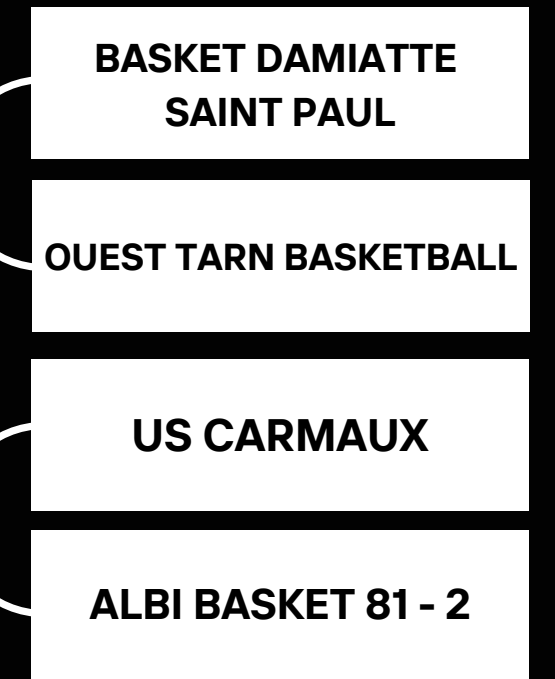 BASKET DAMIATTE
SAINT PAUL
OUEST TARN BASKETBALL
US CARMAUX
ALBI BASKET 81 - 2